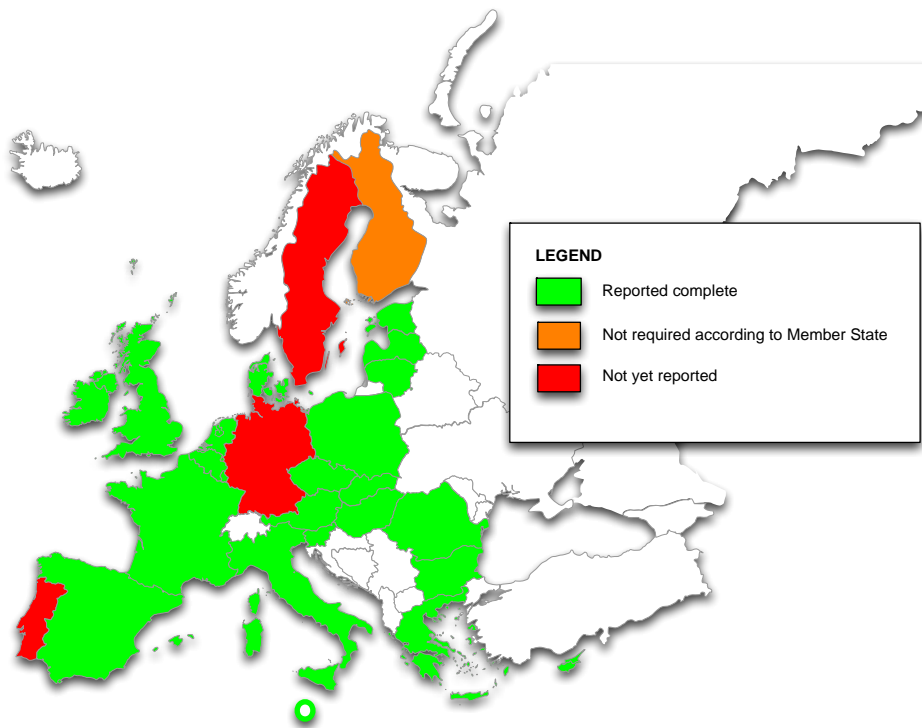 LEGEND
Reported complete
Not required according to Member State
Not yet reported